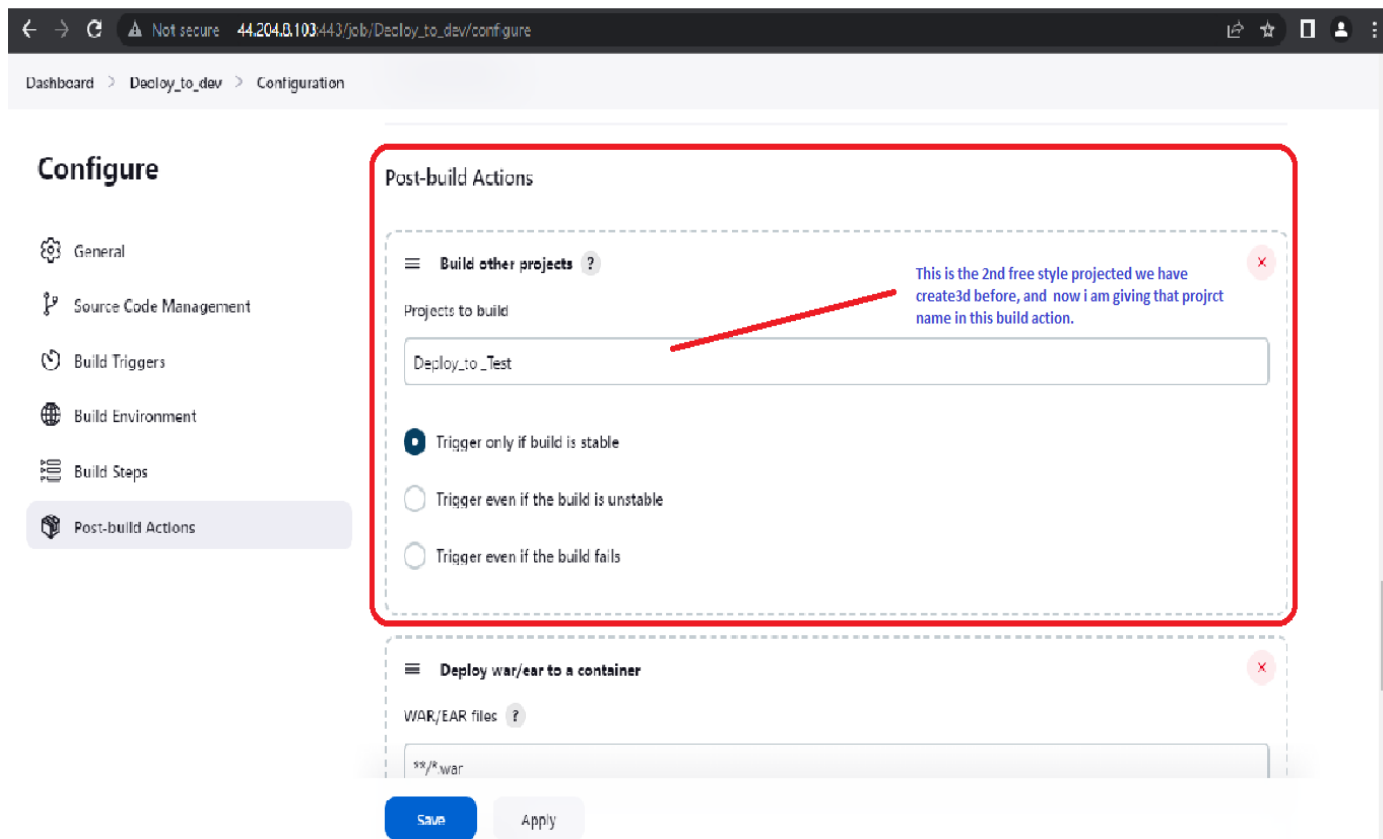 Not secure 44.204.8.103:443/job/Deploy_to_dev/configure
Dashboard > Deploy_to_dev > Configuration
Configure
General
Source Code Management
Build Triggers
Build Environment
Build Steps
Post-build Actions
Post-build Actions
Build other projects ?
This is the 2nd free style projected we have
create3d before, and now i am giving that projrct
name in this build action.
Projects to build
Deploy_to _Test
Trigger only if build is stable
Trigger even if the build is unstable
Trigger even if the build fails
Deploy war/ear to a container
WAR/EAR files ?
**/*.war
Save
Apply